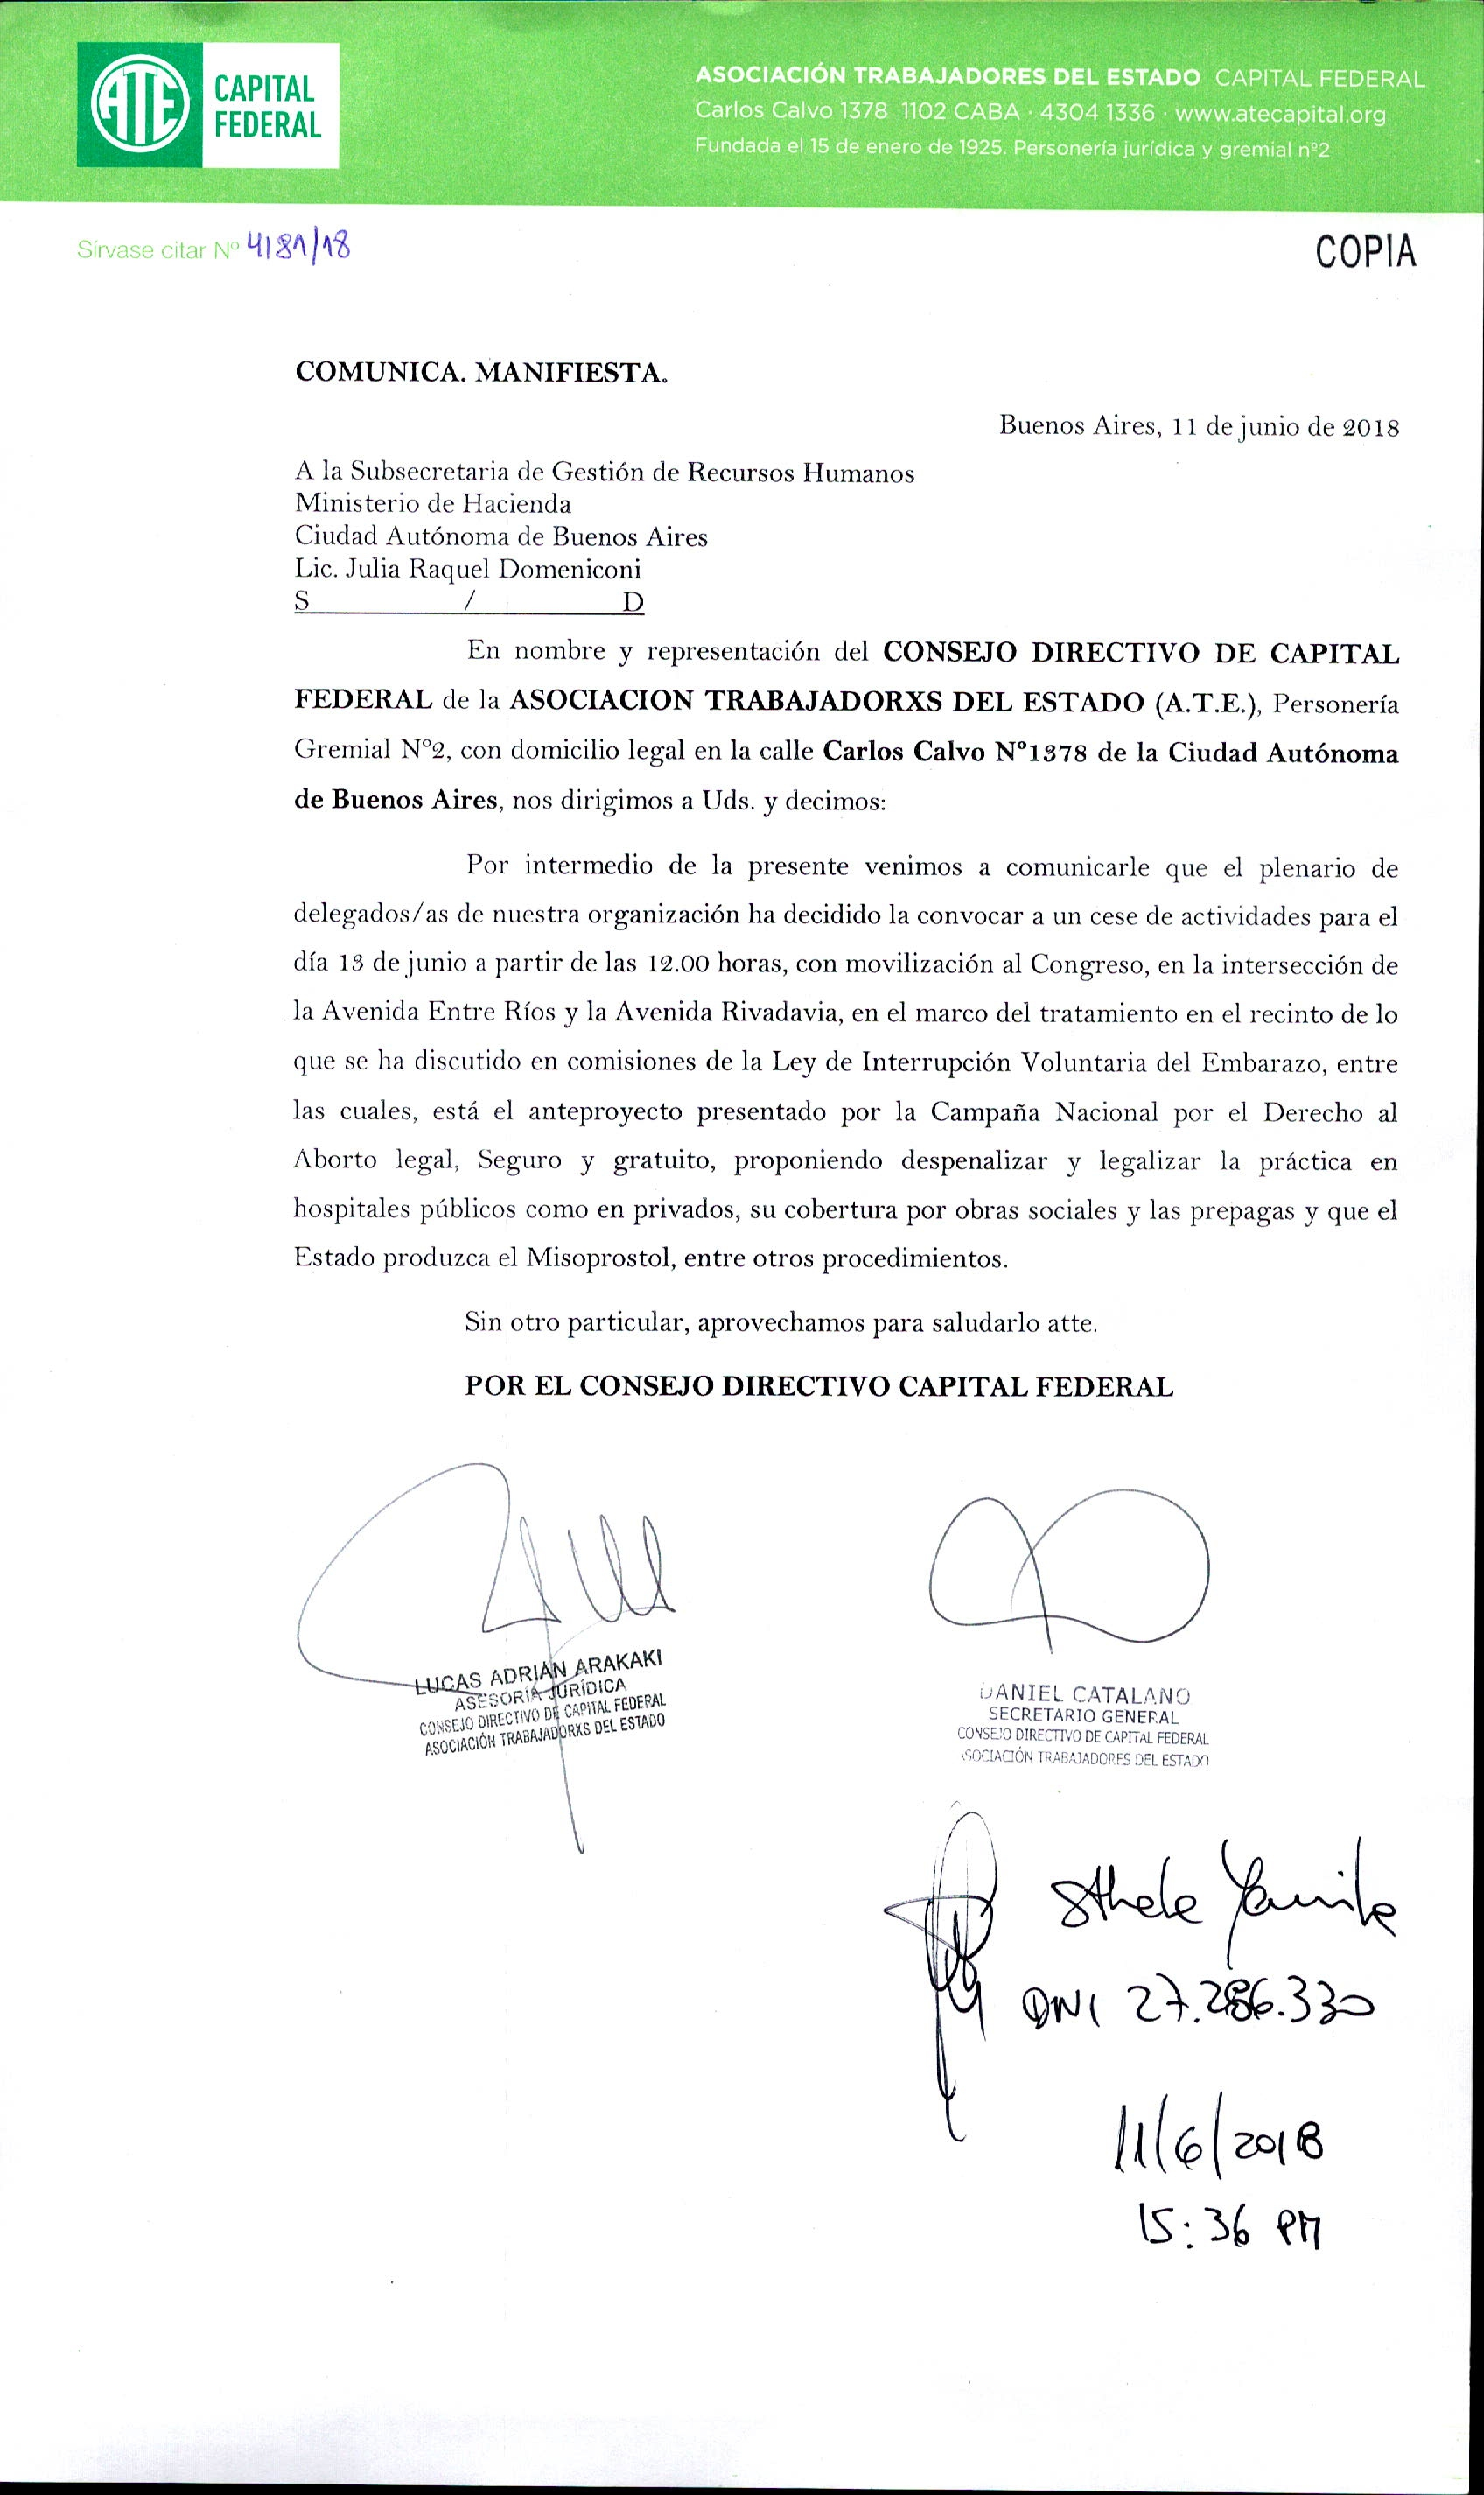 ATE
CAPITAL
FEDERAL
ASOCIACIÓN TRABAJADORES DEL ESTADO CAPITAL FEDERAL
Carlos Calvo 1378 1102 CABA · 4304 1336 · www.atecapital.org
Fundada el 15 de enero de 1925. Personería jurídica y gremial nº2
Sírvase citar Nº 4181/18
COPIA
COMUNICA. MANIFIESTA.
Buenos Aires, 11 de junio de 2018
A la Subsecretaria de Gestión de Recursos Humanos
Ministerio de Hacienda
Ciudad Autónoma de Buenos Aires
Lic. Julia Raquel Domeniconi
S / D
En nombre y representación del CONSEJO DIRECTIVO DE CAPITAL
FEDERAL de la ASOCIACION TRABAJADORXS DEL ESTADO (A.T.E.), Personería
Gremial Nº2, con domicilio legal en la calle Carlos Calvo Nº1378 de la Ciudad Autónoma
de Buenos Aires, nos dirigimos a Uds. y decimos:
Por intermedio de la presente venimos a comunicarle que el plenario de
delegados/as de nuestra organización ha decidido la convocar a un cese de actividades para el
día 13 de junio a partir de las 12.00 horas, con movilización al Congreso, en la intersección de
la Avenida Entre Ríos y la Avenida Rivadavia, en el marco del tratamiento en el recinto de lo
que se ha discutido en comisiones de la Ley de Interrupción Voluntaria del Embarazo, entre
las cuales, está el anteproyecto presentado por la Campaña Nacional por el Derecho al
Aborto legal, Seguro y gratuito, proponiendo despenalizar y legalizar la práctica en
hospitales públicos como en privados, su cobertura por obras sociales y las prepagas y que el
Estado produzca el Misoprostol, entre otros procedimientos.
Sin otro particular, aprovechamos para saludarlo atte.
POR EL CONSEJO DIRECTIVO CAPITAL FEDERAL
LUCAS ADRIÁN ARAKAKI
ASESORIA JURÍDICA
CONSEJO DIRECTIVO DE CAPITAL FEDERAL
ASOCIACIÓN TRABAJADORXS DEL ESTADO
DANIEL CATALANO
SECRETARIO GENERAL
CONSEJO DIRECTIVO DE CAPITAL FEDERAL
ASOCIACIÓN TRABAJADORES DEL ESTADO
DNI 27.286.330
11/6/2018
15:36 PM